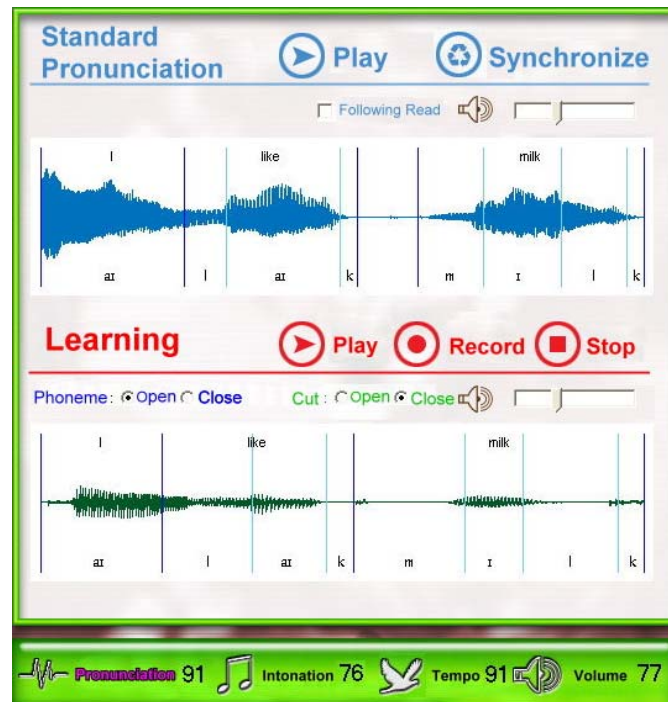 Standard
Pronunciation Play Synchronize
Following Read
I like milk
aɪ l aɪ k m ɪ l k
Learning Play Record Stop
Phoneme: Open Close Cut : Open Close
I like milk
aɪ l aɪ k m ɪ l k
Pronunciation 91 Intonation 76 Tempo 91 Volume 77